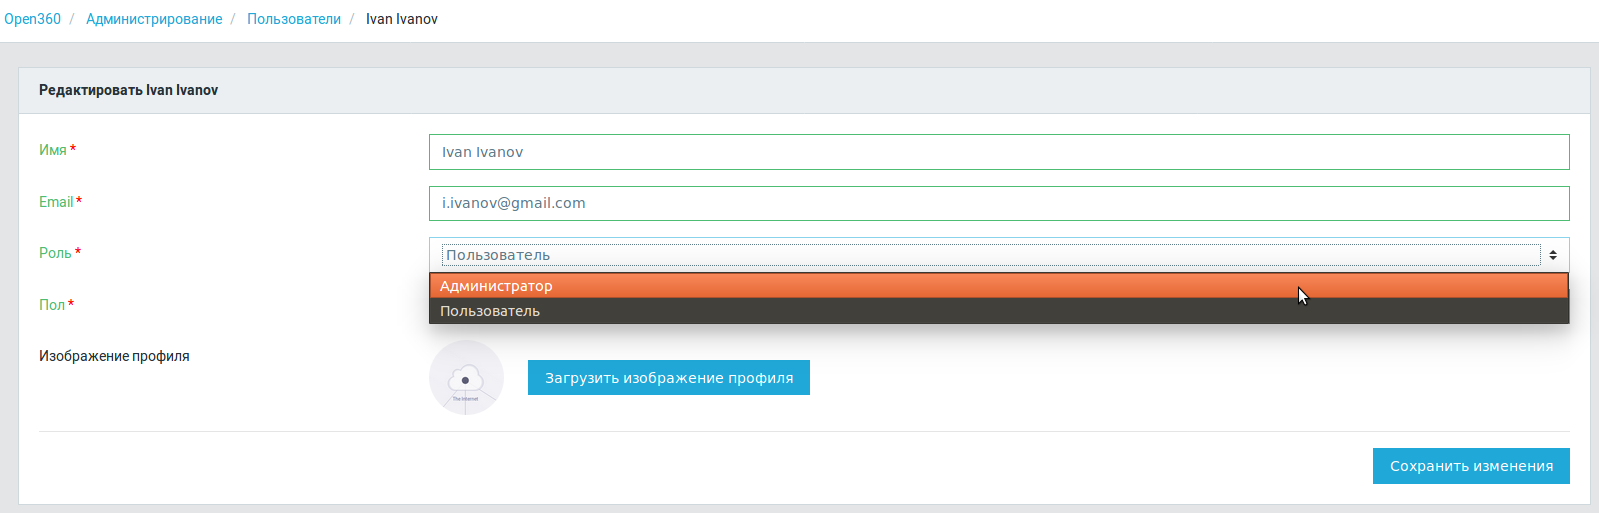 Open360 / Администрирование / Пользователи / Ivan Ivanov
Редактировать Ivan Ivanov
Имя *
Ivan Ivanov
Email *
i.ivanov@gmail.com
Роль *
Пользователь
Администратор
Пользователь
Пол *
Изображение профиля
The Internet
Загрузить изображение профиля
Сохранить изменения